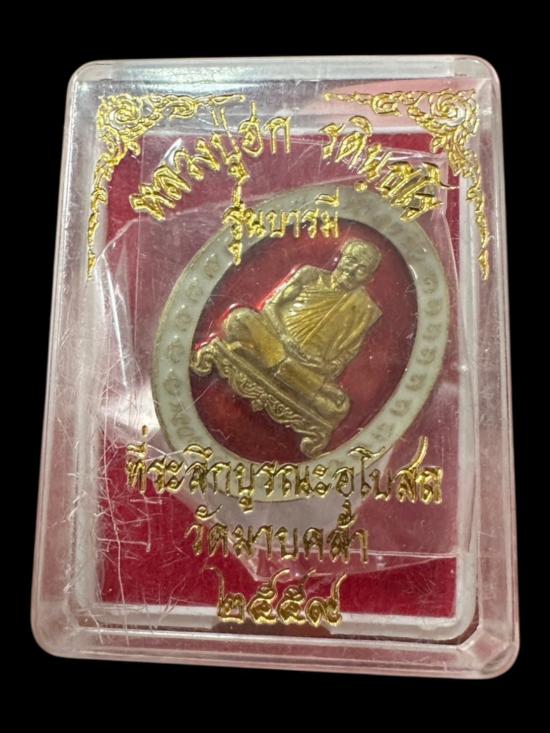 หลวงปู่ฮก รตินฺธโร
รุ่นบารมี
ที่ระลึกบูรณะอุโบสถ
วัดมาบลำบิด
๒๕๕๙